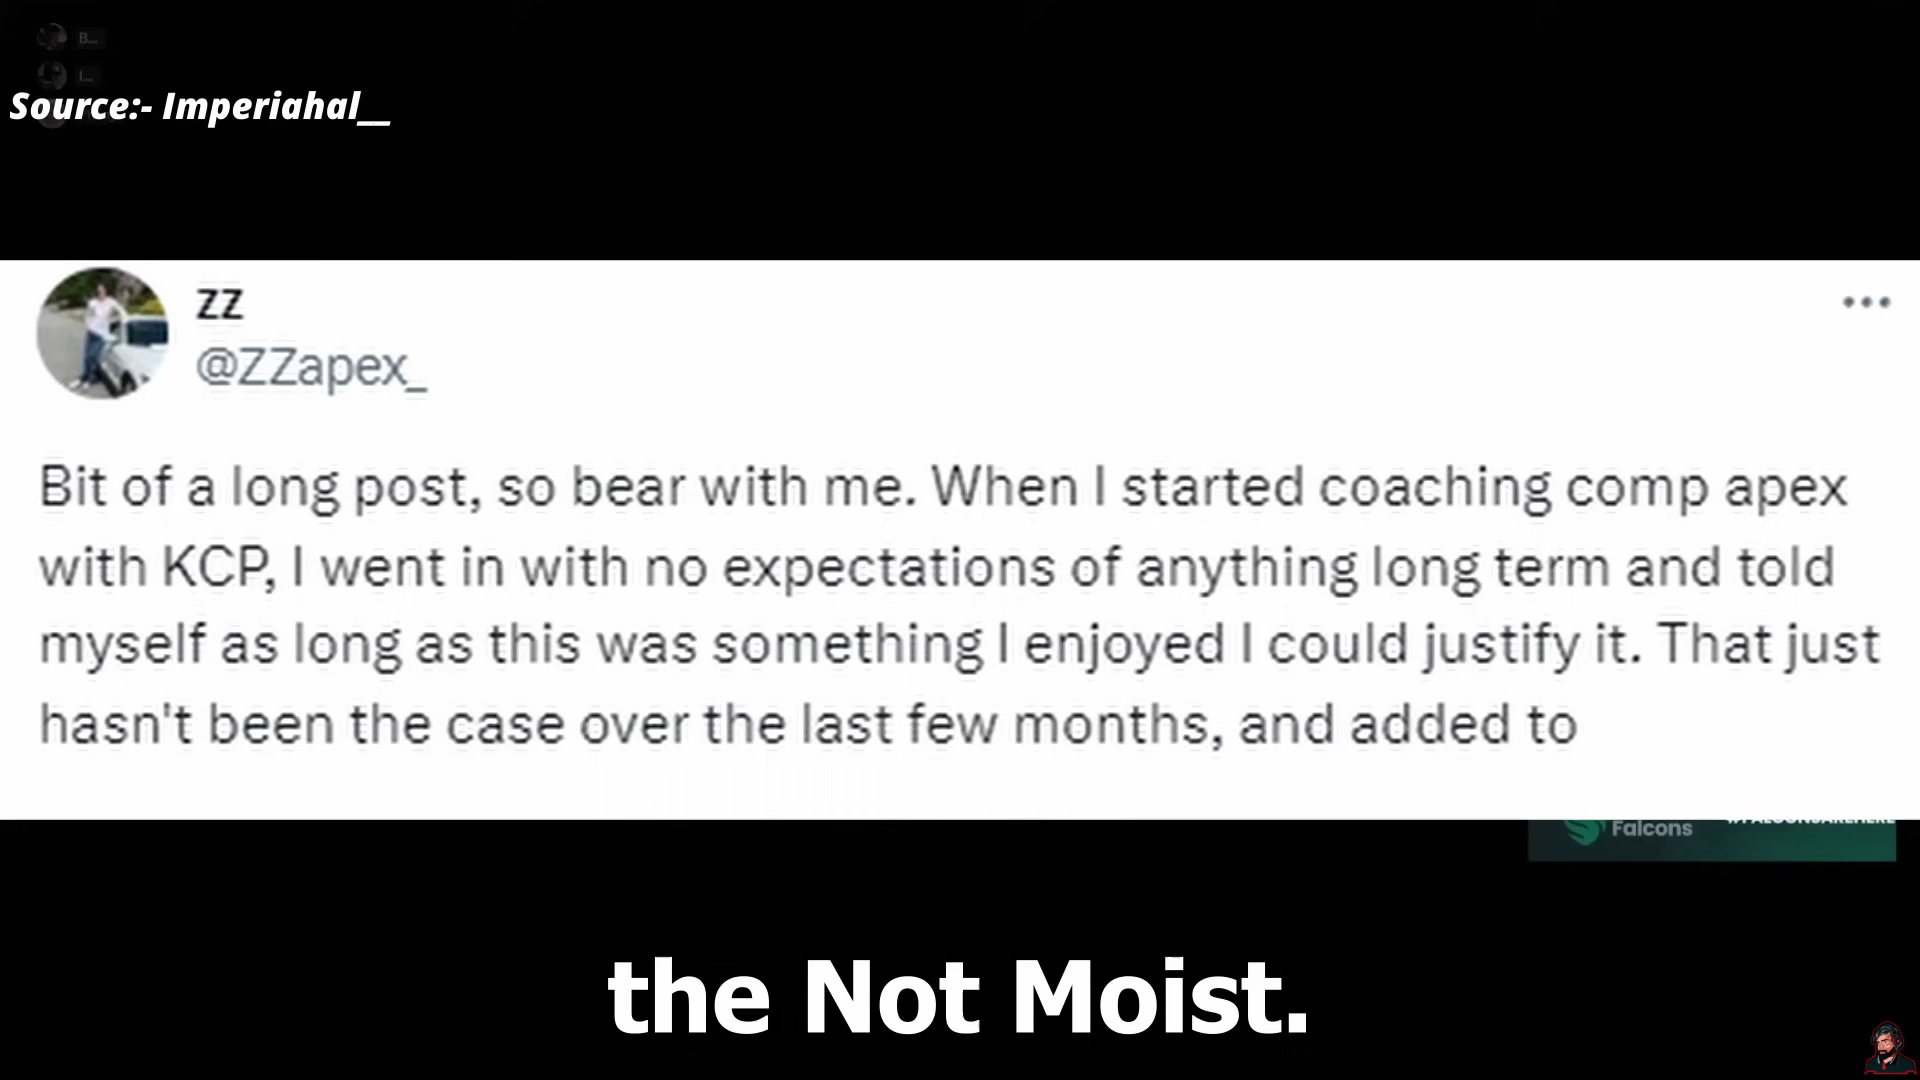 B...
I...
Source:- Imperiahal__
zz
@ZZapex_
Bit of a long post, so bear with me. When I started coaching comp apex
with KCP, I went in with no expectations of anything long term and told
myself as long as this was something I enjoyed I could justify it. That just
hasn't been the case over the last few months, and added to
Falcons
the Not Moist.